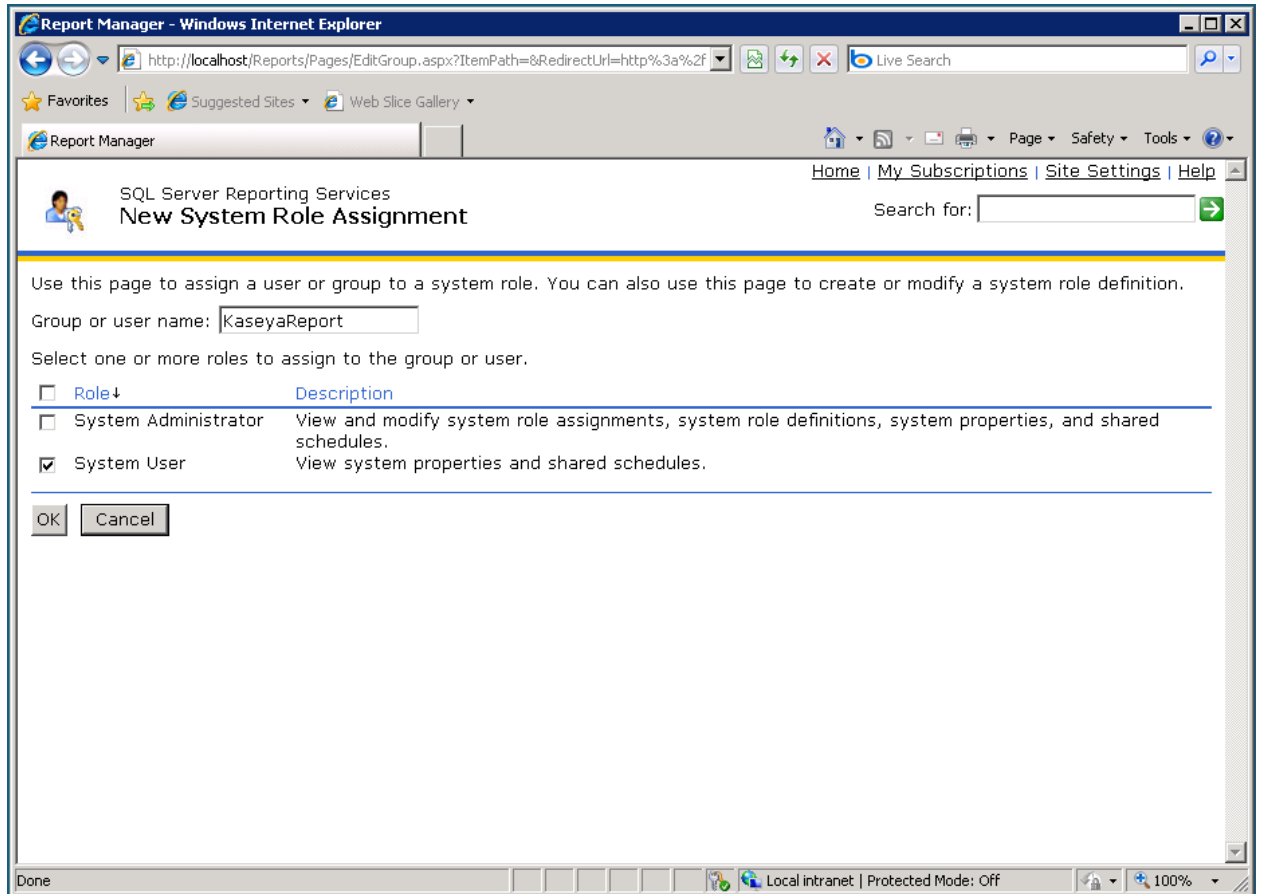 Report Manager - Windows Internet Explorer
http://localhost/Reports/Pages/EditGroup.aspx?ItemPath=&RedirectUrl=http%3a%2f
Live Search
Favorites Suggested Sites Web Slice Gallery
Report Manager
Page Safety Tools
Home | My Subscriptions | Site Settings | Help
SQL Server Reporting Services
New System Role Assignment
Search for:
Use this page to assign a user or group to a system role. You can also use this page to create or modify a system role definition.
Group or user name: KaseyaReport
Select one or more roles to assign to the group or user.
Role↓ Description
System Administrator View and modify system role assignments, system role definitions, system properties, and shared
schedules.
System User View system properties and shared schedules.
OK Cancel
Done Local intranet | Protected Mode: Off 100%